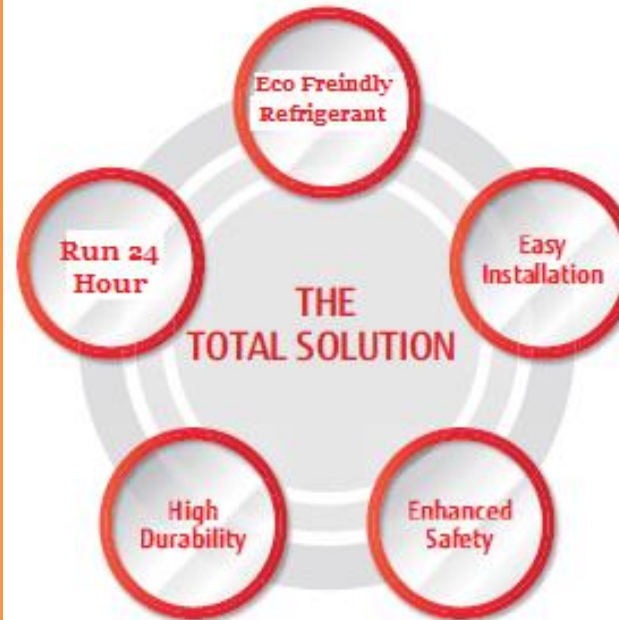 Eco Freindly
Refrigerant
Run 24
Hour
Easy
Installation
THE
TOTAL SOLUTION
High
Durability
Enhanced
Safety